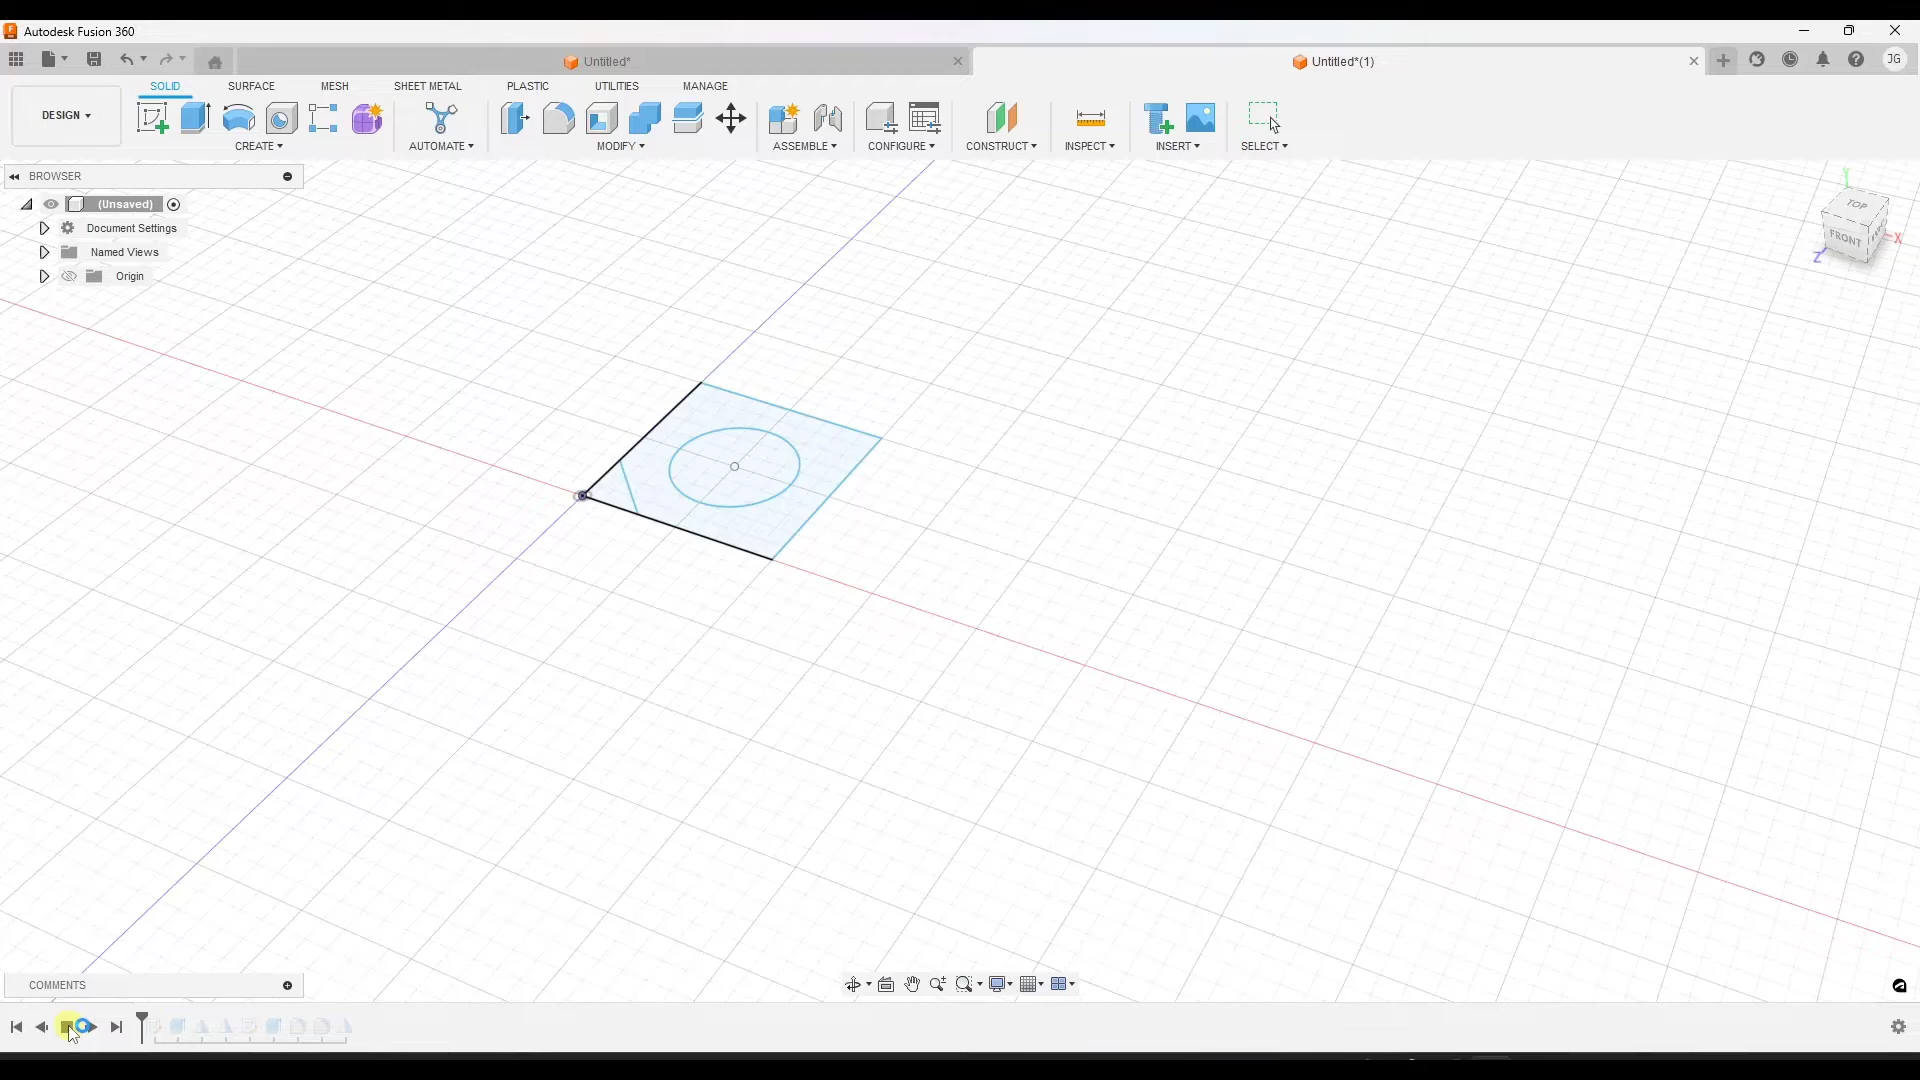 Autodesk Fusion 360
Untitled*
Untitled*(1)
JG
DESIGN
SOLID
SURFACE
MESH
SHEET METAL
PLASTIC
UTILITIES
MANAGE
CREATE
AUTOMATE
MODIFY
ASSEMBLE
CONFIGURE
CONSTRUCT
INSPECT
INSERT
SELECT
BROWSER
(Unsaved)
Document Settings
Named Views
Origin
Y
TOP
FRONT
X
Z
COMMENTS